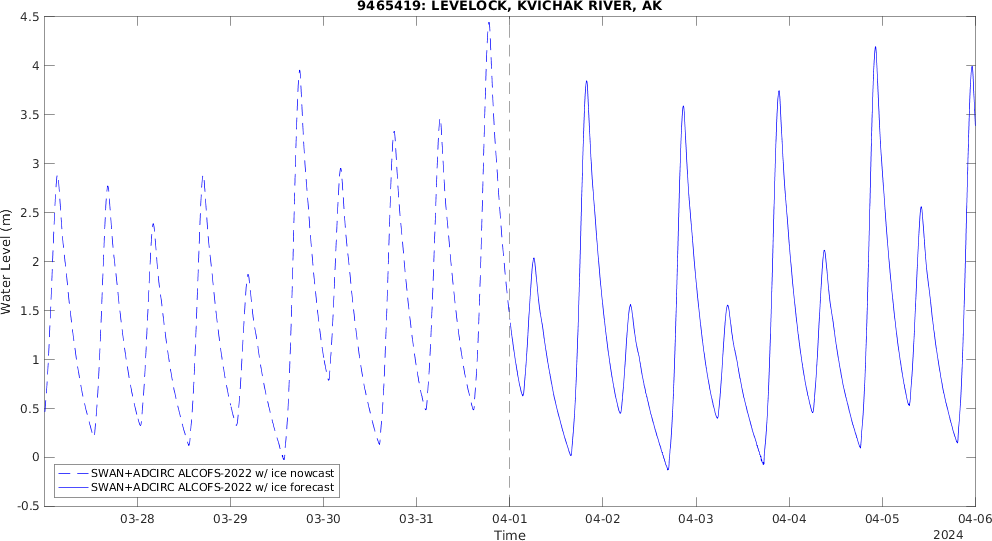 9465419: LEVELOCK, KVICHAK RIVER, AK
4.5
4
3.5
3
2.5
2
1.5
1
0.5
0
-0.5
Water Level (m)
SWAN+ADCIRC ALCOFS-2022 w/ ice nowcast
SWAN+ADCIRC ALCOFS-2022 w/ ice forecast
03-28 03-29 03-30 03-31 04-01 04-02 04-03 04-04 04-05 04-06
Time
2024